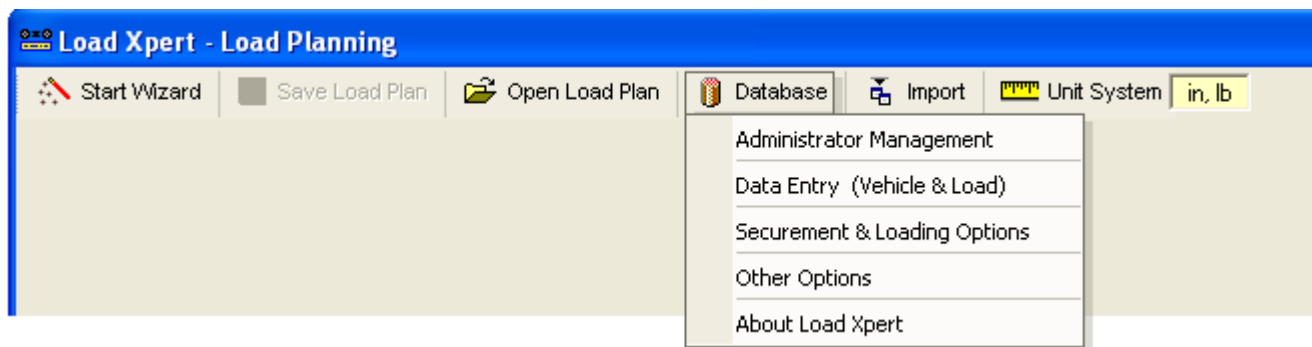 Load Xpert - Load Planning
Start Wizard Save Load Plan Open Load Plan Database Import Unit System in, lb
Administrator Management
Data Entry (Vehicle & Load)
Securement & Loading Options
Other Options
About Load Xpert